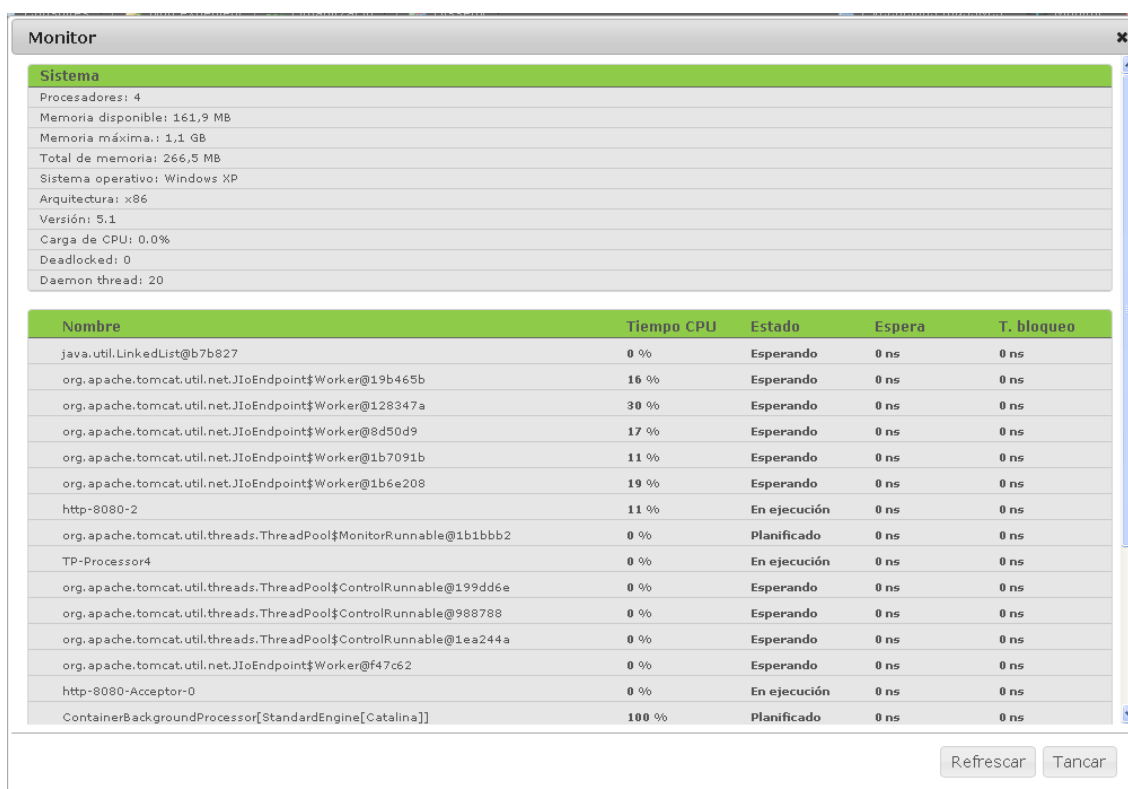 Monitor
Sistema
Procesadores: 4
Memoria disponible: 161,9 MB
Memoria máxima.: 1,1 GB
Total de memoria: 266,5 MB
Sistema operativo: Windows XP
Arquitectura: x86
Versión: 5.1
Carga de CPU: 0.0%
Deadlocked: 0
Daemon thread: 20
Nombre Tiempo CPU Estado Espera T. bloqueo
java.util.LinkedList@b7b827 0 % Esperando 0 ns 0 ns
org.apache.tomcat.util.net.JIoEndpoint$Worker@19b465b 16 % Esperando 0 ns 0 ns
org.apache.tomcat.util.net.JIoEndpoint$Worker@128347a 30 % Esperando 0 ns 0 ns
org.apache.tomcat.util.net.JIoEndpoint$Worker@8d50d9 17 % Esperando 0 ns 0 ns
org.apache.tomcat.util.net.JIoEndpoint$Worker@1b7091b 11 % Esperando 0 ns 0 ns
org.apache.tomcat.util.net.JIoEndpoint$Worker@1b6e208 19 % Esperando 0 ns 0 ns
http-8080-2 11 % En ejecución 0 ns 0 ns
org.apache.tomcat.util.threads.ThreadPool$MonitorRunnable@1b1bbb2 0 % Planificado 0 ns 0 ns
TP-Processor4 0 % En ejecución 0 ns 0 ns
org.apache.tomcat.util.threads.ThreadPool$ControlRunnable@199dd6e 0 % Esperando 0 ns 0 ns
org.apache.tomcat.util.threads.ThreadPool$ControlRunnable@988788 0 % Esperando 0 ns 0 ns
org.apache.tomcat.util.threads.ThreadPool$ControlRunnable@1ea244a 0 % Esperando 0 ns 0 ns
org.apache.tomcat.util.net.JIoEndpoint$Worker@f47c62 0 % Esperando 0 ns 0 ns
http-8080-Acceptor-0 0 % En ejecución 0 ns 0 ns
ContainerBackgroundProcessor[StandardEngine[Catalina]] 100 % Planificado 0 ns 0 ns
Refrescar Tancar